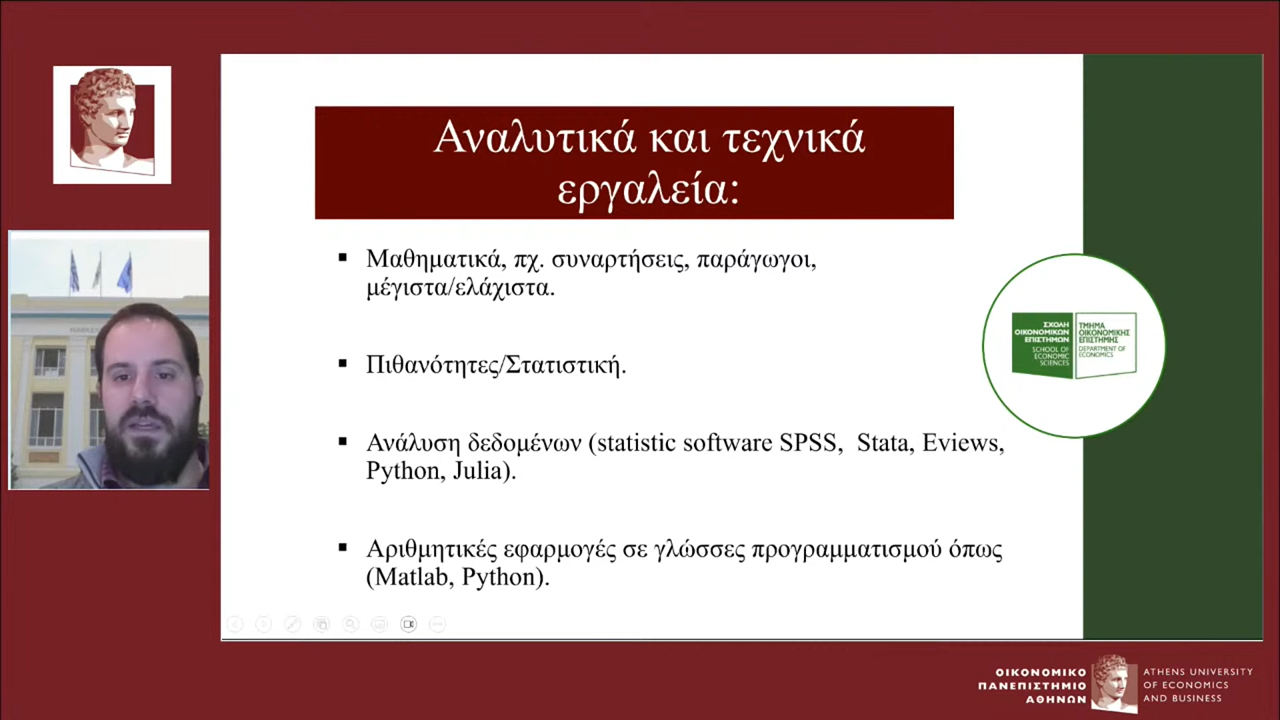 Αναλυτικά και τεχνικά
εργαλεία:
▪ Μαθηματικά, πχ. συναρτήσεις, παράγωγοι,
μέγιστα/ελάχιστα.
▪ Πιθανότητες/Στατιστική.
▪ Ανάλυση δεδομένων (statistic software SPSS,  Stata, Eviews,
Python, Julia).
▪ Αριθμητικές εφαρμογές σε γλώσσες προγραμματισμού όπως
(Matlab, Python).
ΣΧΟΛΗ
ΟΙΚΟΝΟΜΙΚΩΝ
ΕΠΙΣΤΗΜΩΝ
SCHOOL OF
ECONOMIC
SCIENCES
ΤΜΗΜΑ
ΟΙΚΟΝΟΜΙΚΗΣ
ΕΠΙΣΤΗΜΗΣ
DEPARTMENT OF
ECONOMICS
ΟΙΚΟΝΟΜΙΚΟ
ΠΑΝΕΠΙΣΤΗΜΙΟ
ΑΘΗΝΩΝ
ATHENS UNIVERSITY
OF ECONOMICS
AND BUSINESS